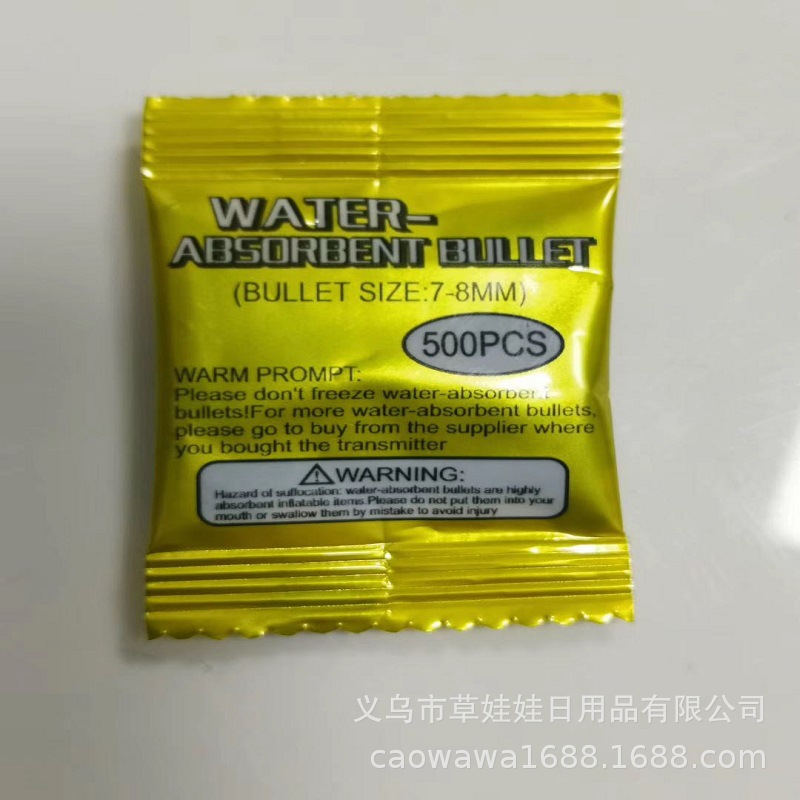 WATER-
ABSORBENT BULLET
(BULLET SIZE:7-8MM)
500PCS
WARM PROMPT:
Please don't freeze water-absorbent
bullets!For more water-absorbent bullets,
please go to buy from the supplier where
you bought the transmitter
⚠WARNING:
Hazard of suffocation: water-absorbent bullets are highly
absorbent inflatable items.Please do not put them into your
mouth or swallow them by mistake to avoid injury
义乌市草娃娃日用品有限公司
caowawa1688.1688.com